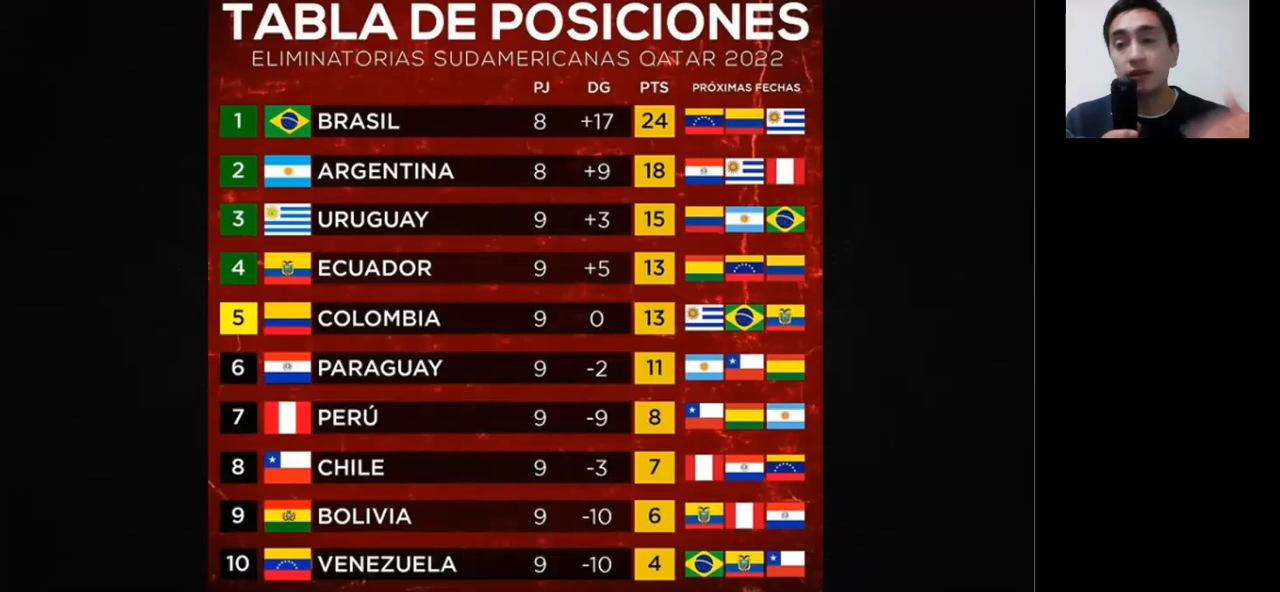 TABLA DE POSICIONES
ELIMINATORIAS SUDAMERICANAS QATAR 2022
PJ DG PTS PRÓXIMAS FECHAS
1 BRASIL 8 +17 24
2 ARGENTINA 8 +9 18
3 URUGUAY 9 +3 15
4 ECUADOR 9 +5 13
5 COLOMBIA 9 0 13
6 PARAGUAY 9 -2 11
7 PERÚ 9 -9 8
8 CHILE 9 -3 7
9 BOLIVIA 9 -10 6
10 VENEZUELA 9 -10 4